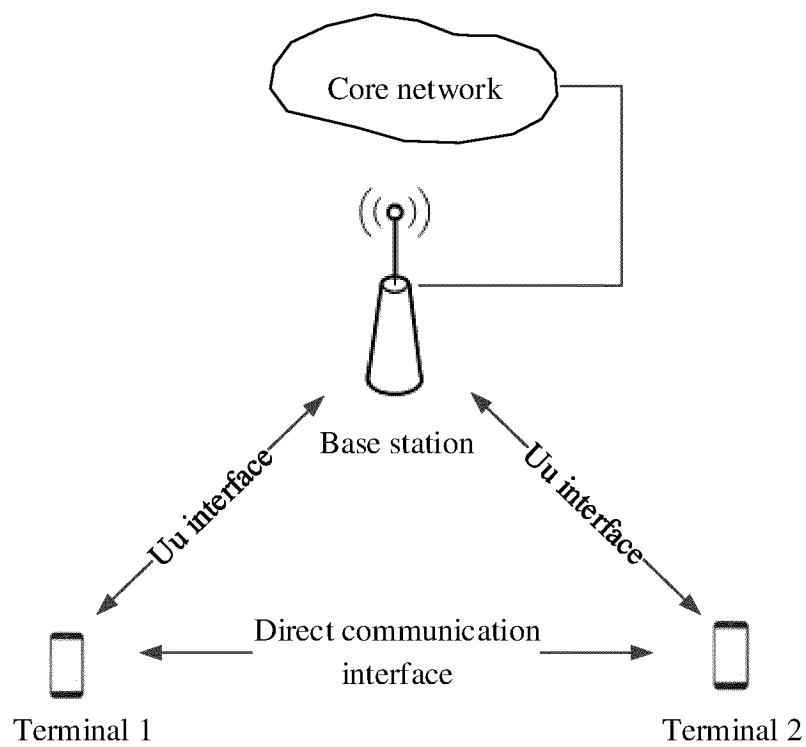 Core network
Base station
Uu interface
Uu interface
Direct communication
interface
Terminal 1
Terminal 2